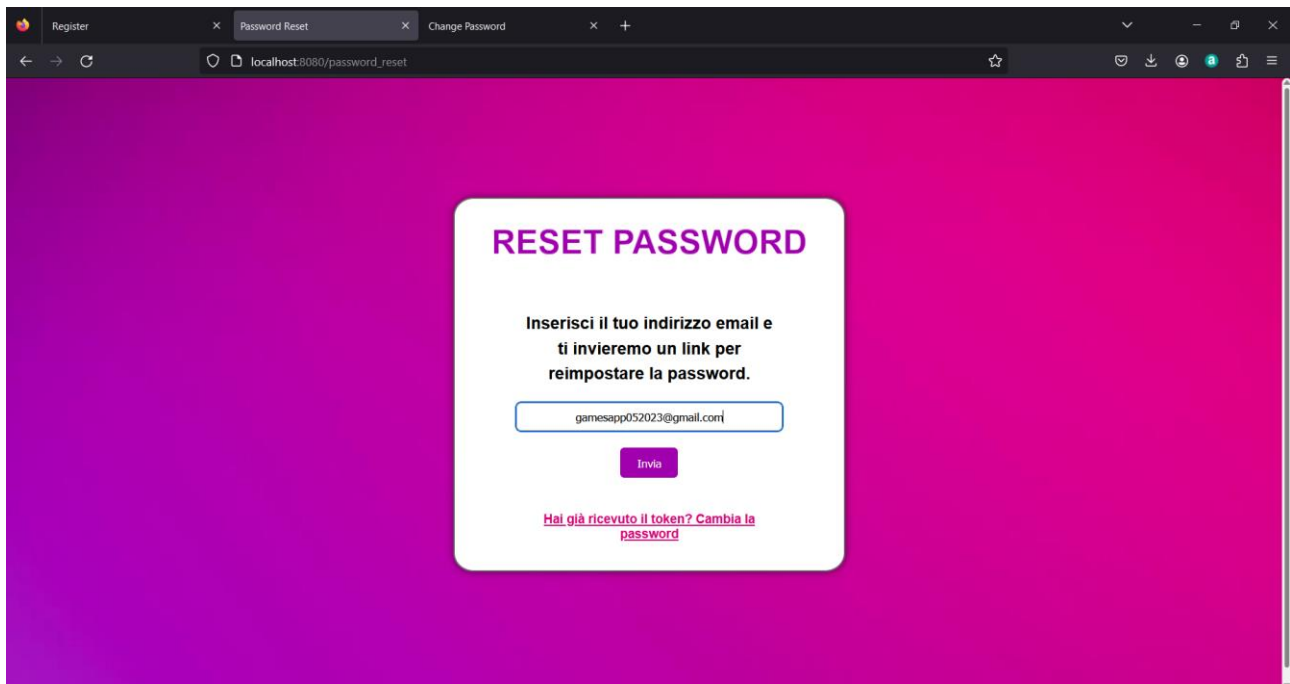 Register
Password Reset
Change Password
localhost:8080/password_reset
a
RESET PASSWORD
Inserisci il tuo indirizzo email e
ti invieremo un link per
reimpostare la password.
gamesapp052023@gmail.com
Invia
Hai già ricevuto il token? Cambia la
password